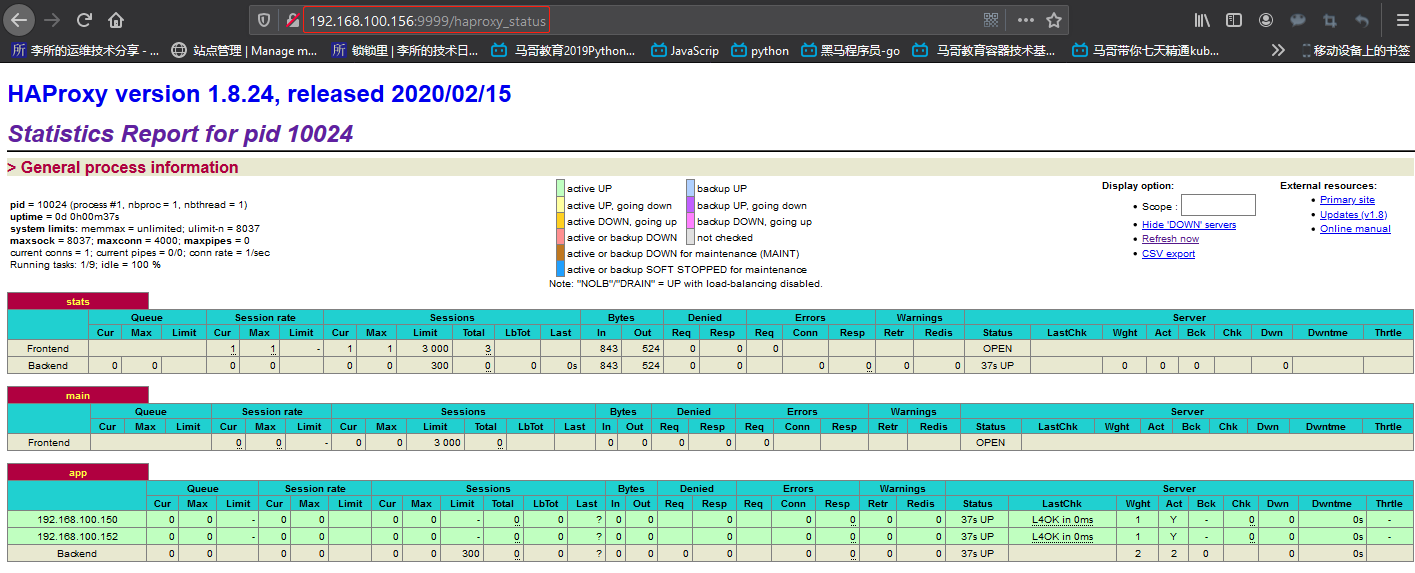 192.168.100.156:9999/haproxy_status
李所的运维技术分享 - ... 站点管理 | Manage m... 锁锁里 | 李所的技术日... 马哥教育2019Python... JavaScrip python 黑马程序员-go 马哥教育容器技术基... 马哥带你七天精通kub... 移动设备上的书签
HAProxy version 1.8.24, released 2020/02/15
Statistics Report for pid 10024
> General process information
pid = 10024 (process #1, nbproc = 1, nbthread = 1)
uptime = 0d 0h00m37s
system limits: memmax = unlimited; ulimit-n = 8037
maxsock = 8037; maxconn = 4000; maxpipes = 0
current conns = 1; current pipes = 0/0; conn rate = 1/sec
Running tasks: 1/9; idle = 100 %
active UP backup UP
active UP, going down backup UP, going down
active DOWN, going up backup DOWN, going up
active or backup DOWN not checked
active or backup DOWN for maintenance (MAINT)
active or backup SOFT STOPPED for maintenance
Note: "NOLB"/"DRAIN" = UP with load-balancing disabled.
Display option:
Scope :
Hide 'DOWN' servers
Refresh now
CSV export
External resources:
Primary site
Updates (v1.8)
Online manual
stats
Queue Session rate Sessions Bytes Denied Errors Warnings Server
Cur Max Limit Cur Max Limit Cur Max Limit Total LbTot Last In Out Req Resp Req Conn Resp Retr Redis Status LastChk Wght Act Bck Chk Dwn Dwntme Thrtle
Frontend 1 1 - 1 1 3 000 3 843 524 0 0 0 OPEN
Backend 0 0 0 0 0 0 300 0 0 0s 843 524 0 0 0 0 0 0 37s UP 0 0 0 0
main
Queue Session rate Sessions Bytes Denied Errors Warnings Server
Cur Max Limit Cur Max Limit Cur Max Limit Total LbTot Last In Out Req Resp Req Conn Resp Retr Redis Status LastChk Wght Act Bck Chk Dwn Dwntme Thrtle
Frontend 0 0 - 0 0 3 000 0 0 0 0 0 0 OPEN
app
Queue Session rate Sessions Bytes Denied Errors Warnings Server
Cur Max Limit Cur Max Limit Cur Max Limit Total LbTot Last In Out Req Resp Req Conn Resp Retr Redis Status LastChk Wght Act Bck Chk Dwn Dwntme Thrtle
192.168.100.150 0 0 - 0 0 0 0 - 0 0 ? 0 0 0 0 0 0 0 37s UP L4OK in 0ms 1 Y - 0 0 0s -
192.168.100.152 0 0 - 0 0 0 0 - 0 0 ? 0 0 0 0 0 0 0 37s UP L4OK in 0ms 1 Y - 0 0 0s -
Backend 0 0 0 0 0 0 300 0 0 ? 0 0 0 0 0 0 0 0 37s UP 2 2 0 0 0s